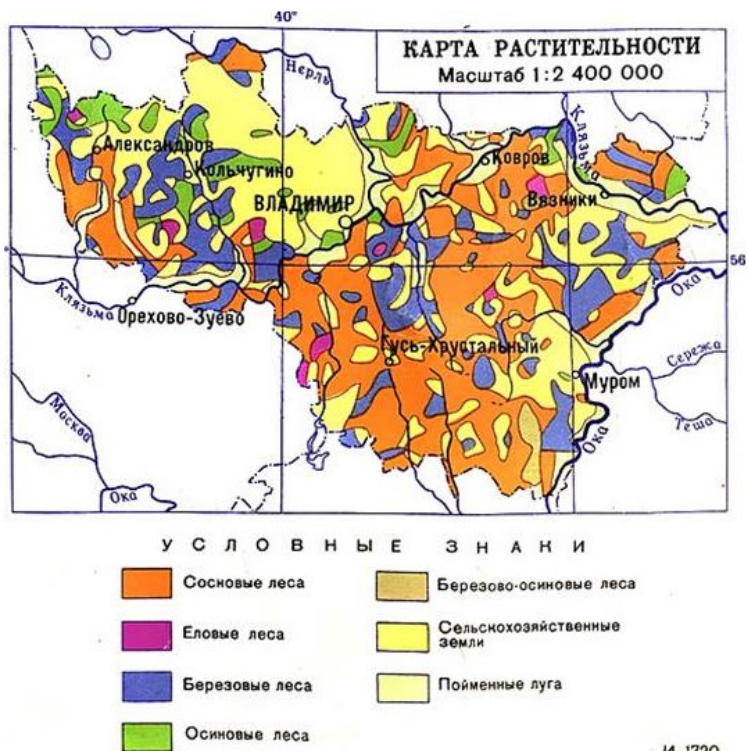 40°
КАРТА РАСТИТЕЛЬНОСТИ
Масштаб 1:2 400 000
Нерль
Клязьма
Александров
Кольчугино
Ковров
ВЛАДИМИР
Вязники
56
Клязьма
Орехово-Зуево
Ока
Гусь-Хрустальный
Сережа
Муром
Москва
Теша
Ока
Ока
УСЛОВНЫЕ ЗНАКИ
Сосновые леса
Березово-осиновые леса
Еловые леса
Сельскохозяйственные
земли
Березовые леса
Пойменные луга
Осиновые леса